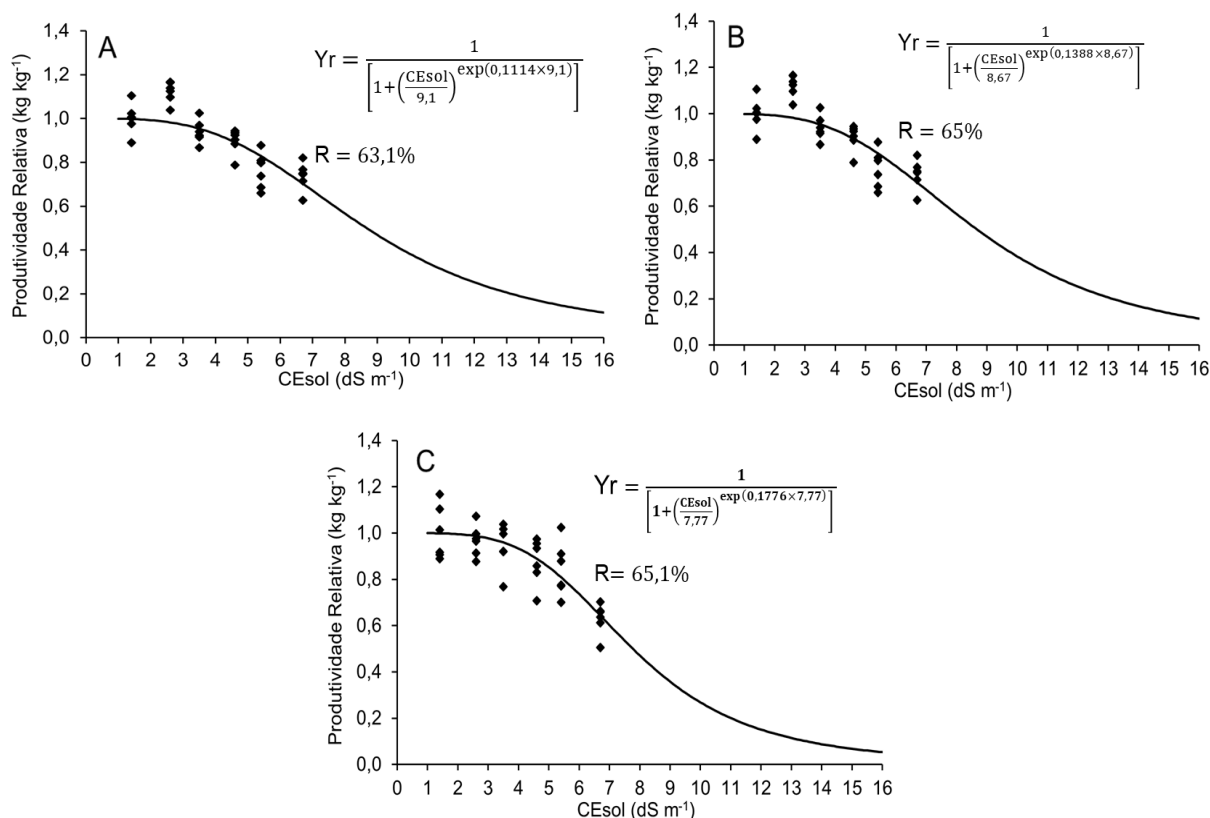 A
Yr = 1 / [1+(CEsol/9,1)^exp(0,1114×9,1)]
R = 63,1%
Produtividade Relativa (kg kg⁻¹)
1,4
1,2
1,0
0,8
0,6
0,4
0,2
0,0
0 1 2 3 4 5 6 7 8 9 10 11 12 13 14 15 16
CEsol (dS m⁻¹)
B
Yr = 1 / [1+(CEsol/8,67)^exp(0,1388×8,67)]
R = 65%
Produtividade Relativa (kg kg⁻¹)
1,4
1,2
1,0
0,8
0,6
0,4
0,2
0,0
0 1 2 3 4 5 6 7 8 9 10 11 12 13 14 15 16
CEsol (dS m⁻¹)
C
Yr = 1 / [1+(CEsol/7,77)^exp(0,1776×7,77)]
R= 65,1%
Produtividade Relativa (kg kg⁻¹)
1,4
1,2
1,0
0,8
0,6
0,4
0,2
0,0
0 1 2 3 4 5 6 7 8 9 10 11 12 13 14 15 16
CEsol (dS m⁻¹)